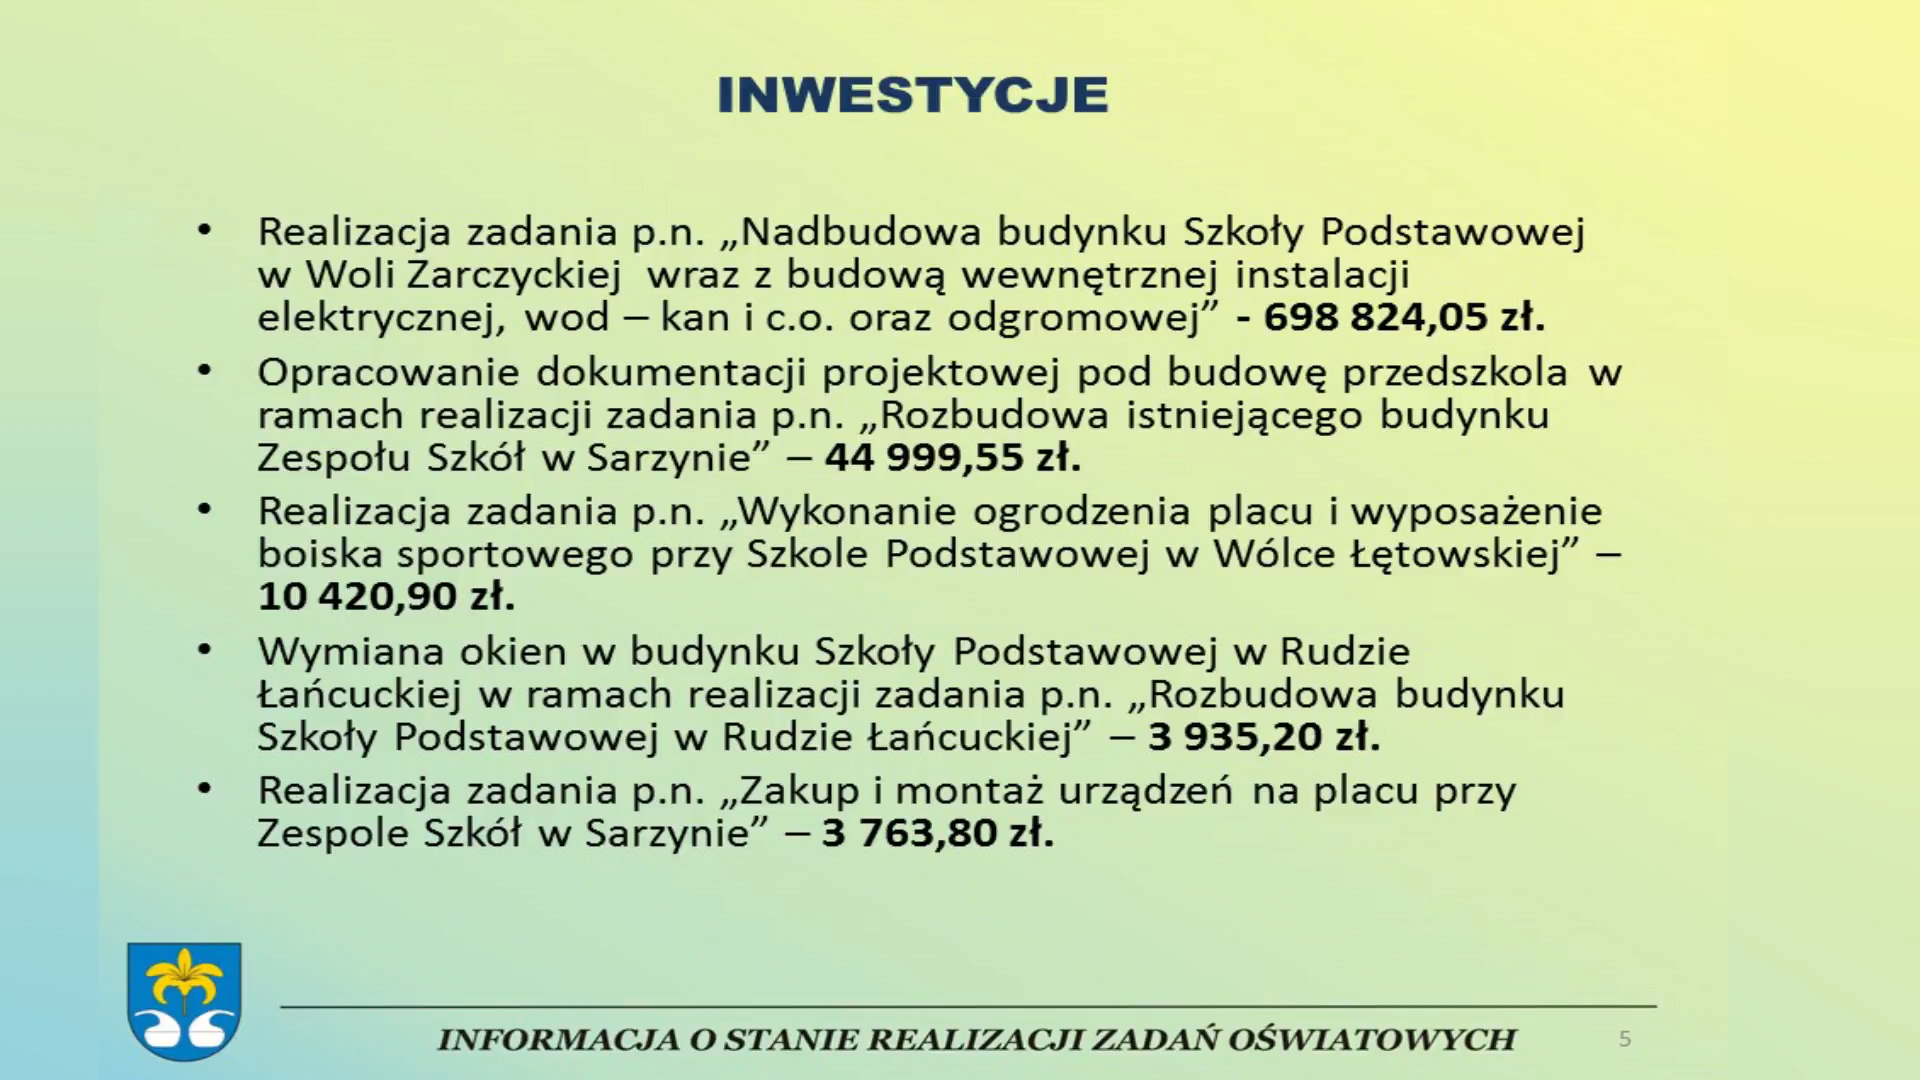 INWESTYCJE
• Realizacja zadania p.n. „Nadbudowa budynku Szkoły Podstawowej
w Woli Zarczyckiej wraz z budową wewnętrznej instalacji
elektrycznej, wod – kan i c.o. oraz odgromowej” - 698 824,05 zł.
• Opracowanie dokumentacji projektowej pod budowę przedszkola w
ramach realizacji zadania p.n. „Rozbudowa istniejącego budynku
Zespołu Szkół w Sarzynie” – 44 999,55 zł.
• Realizacja zadania p.n. „Wykonanie ogrodzenia placu i wyposażenie
boiska sportowego przy Szkole Podstawowej w Wólce Łętowskiej” –
10 420,90 zł.
• Wymiana okien w budynku Szkoły Podstawowej w Rudzie
Łańcuckiej w ramach realizacji zadania p.n. „Rozbudowa budynku
Szkoły Podstawowej w Rudzie Łańcuckiej” – 3 935,20 zł.
• Realizacja zadania p.n. „Zakup i montaż urządzeń na placu przy
Zespole Szkół w Sarzynie” – 3 763,80 zł.
INFORMACJA O STANIE REALIZACJI ZADAŃ OŚWIATOWYCH
5